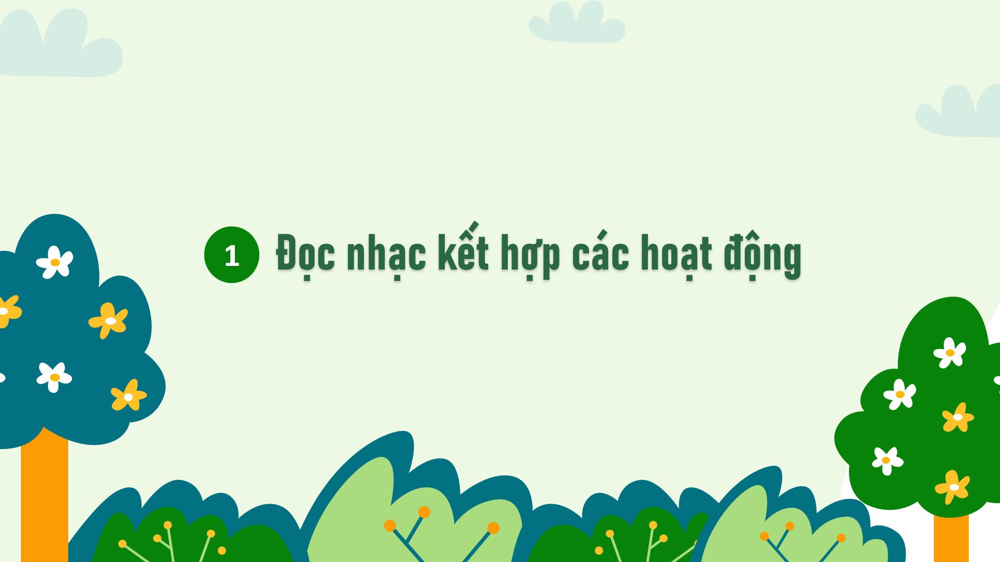 1 Đọc nhạc kết hợp các hoạt động